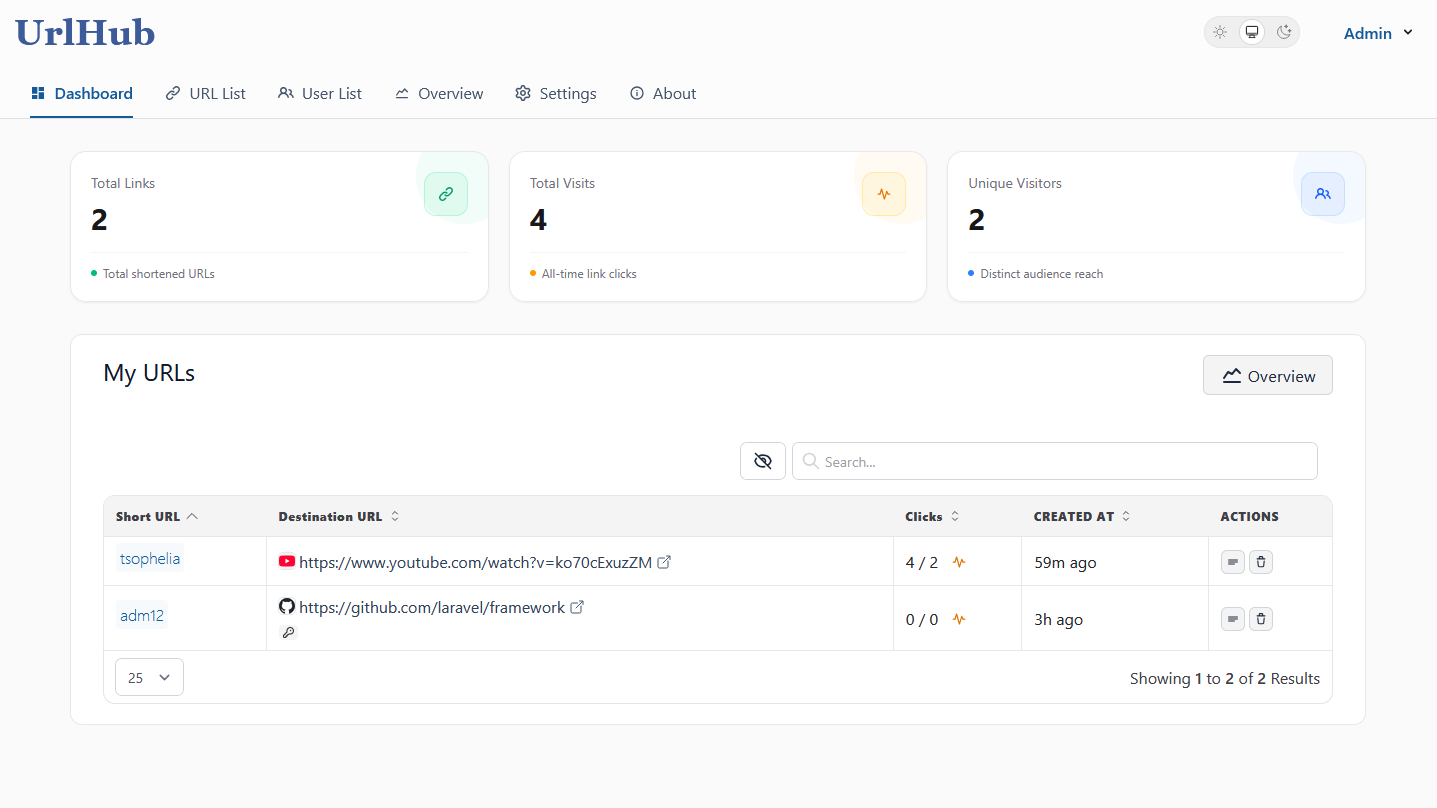 UrlHub
Admin
Dashboard URL List User List Overview Settings About
Total Links
2
Total shortened URLs
Total Visits
4
All-time link clicks
Unique Visitors
2
Distinct audience reach
My URLs
Overview
Search...
Short URL Destination URL Clicks CREATED AT ACTIONS
tsophelia https://www.youtube.com/watch?v=ko70cExuzZM 4 / 2 59m ago
adm12 https://github.com/laravel/framework 0 / 0 3h ago
25 Showing 1 to 2 of 2 Results